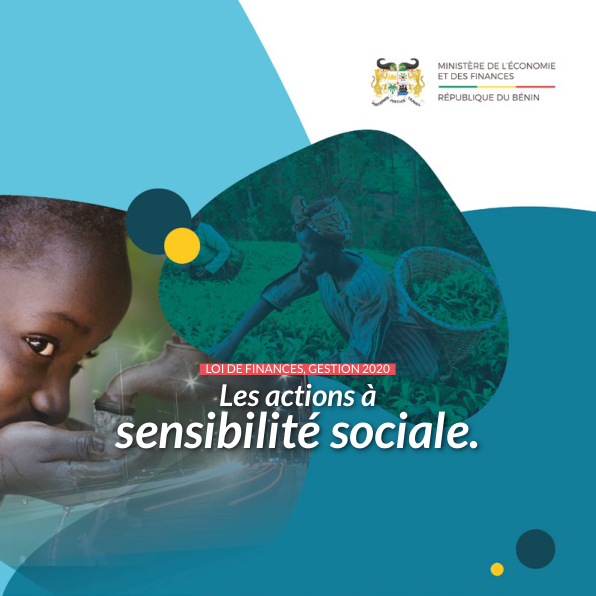 MINISTÈRE DE L'ÉCONOMIE
ET DES FINANCES
RÉPUBLIQUE DU BÉNIN
LOI DE FINANCES, GESTION 2020
Les actions à
sensibilité sociale.